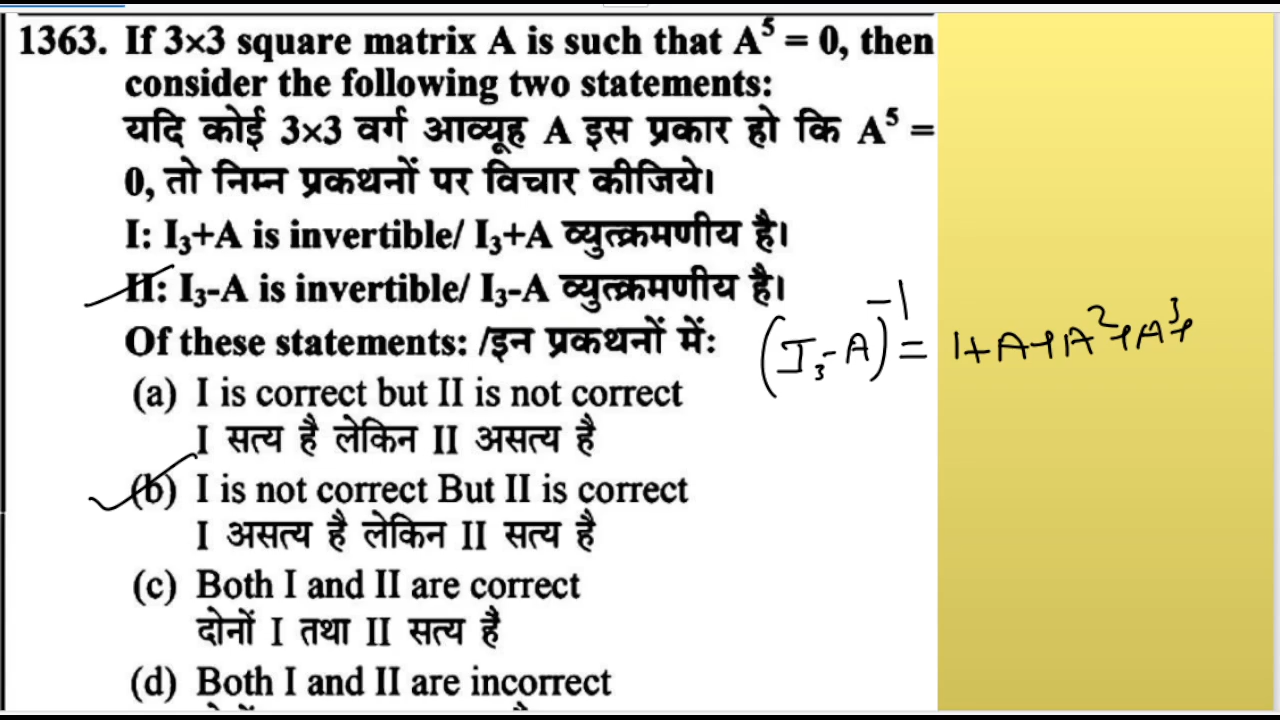 1363. If 3×3 square matrix A is such that A⁵ = 0, then
consider the following two statements:
यदि कोई 3×3 वर्ग आव्यूह A इस प्रकार हो कि A⁵ =
0, तो निम्न प्रकथनों पर विचार कीजिये।
I: I₃+A is invertible/ I₃+A व्युत्क्रमणीय है।
II: I₃-A is invertible/ I₃-A व्युत्क्रमणीय है।
Of these statements: /इन प्रकथनों में:
(I₃-A)⁻¹ = I+A+A²+A³+
(a) I is correct but II is not correct
I सत्य है लेकिन II असत्य है
(b) I is not correct But II is correct
I असत्य है लेकिन II सत्य है
(c) Both I and II are correct
दोनों I तथा II सत्य हैं
(d) Both I and II are incorrect